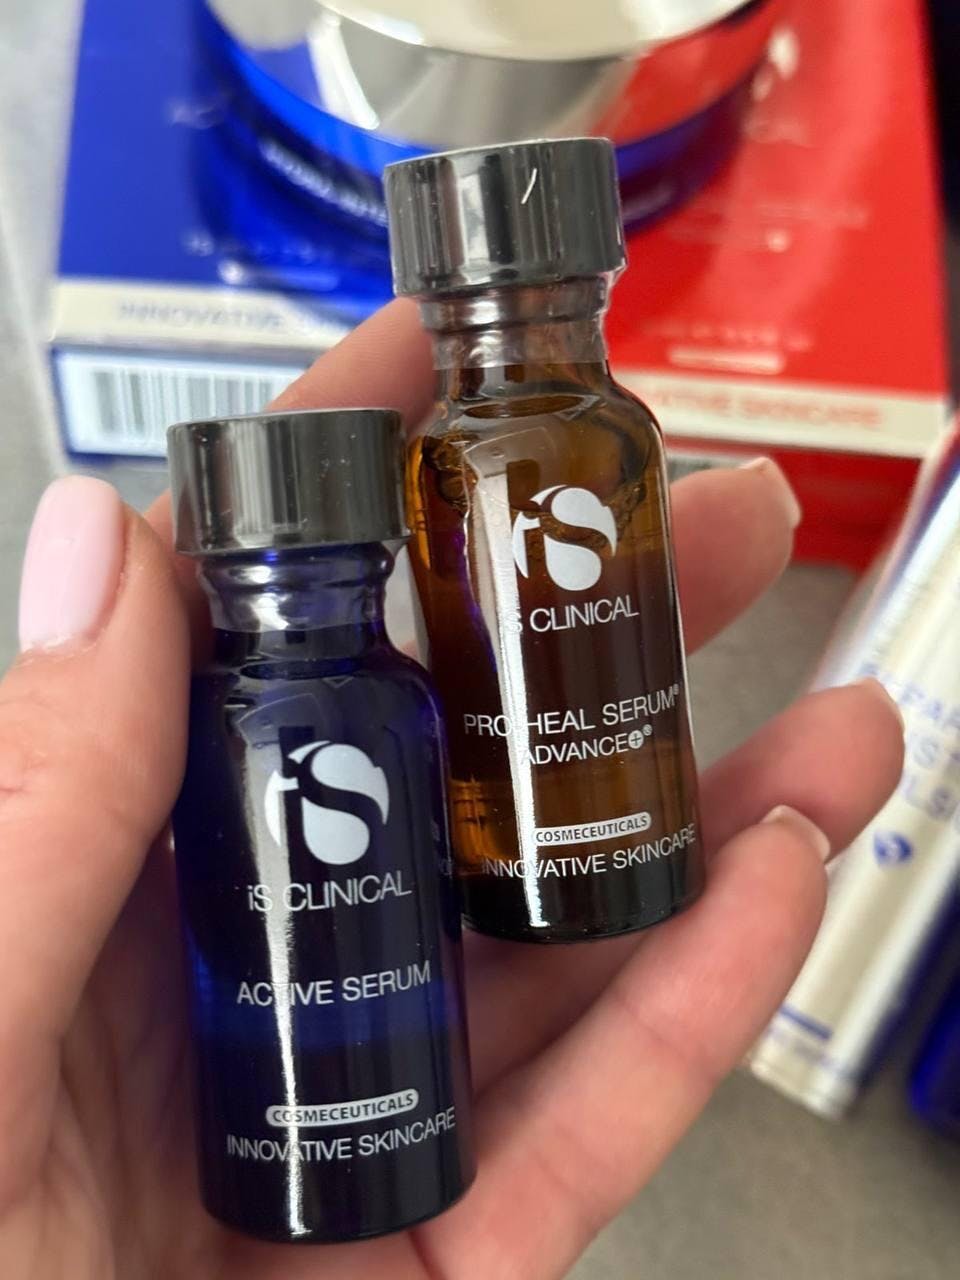 iS
iS CLINICAL
PRO-HEAL SERUM®
ADVANCE+®
COSMECEUTICALS
INNOVATIVE SKINCARE
iS
iS CLINICAL
ACTIVE SERUM
COSMECEUTICALS
INNOVATIVE SKINCARE
INNOVATIVE
SKINCARE